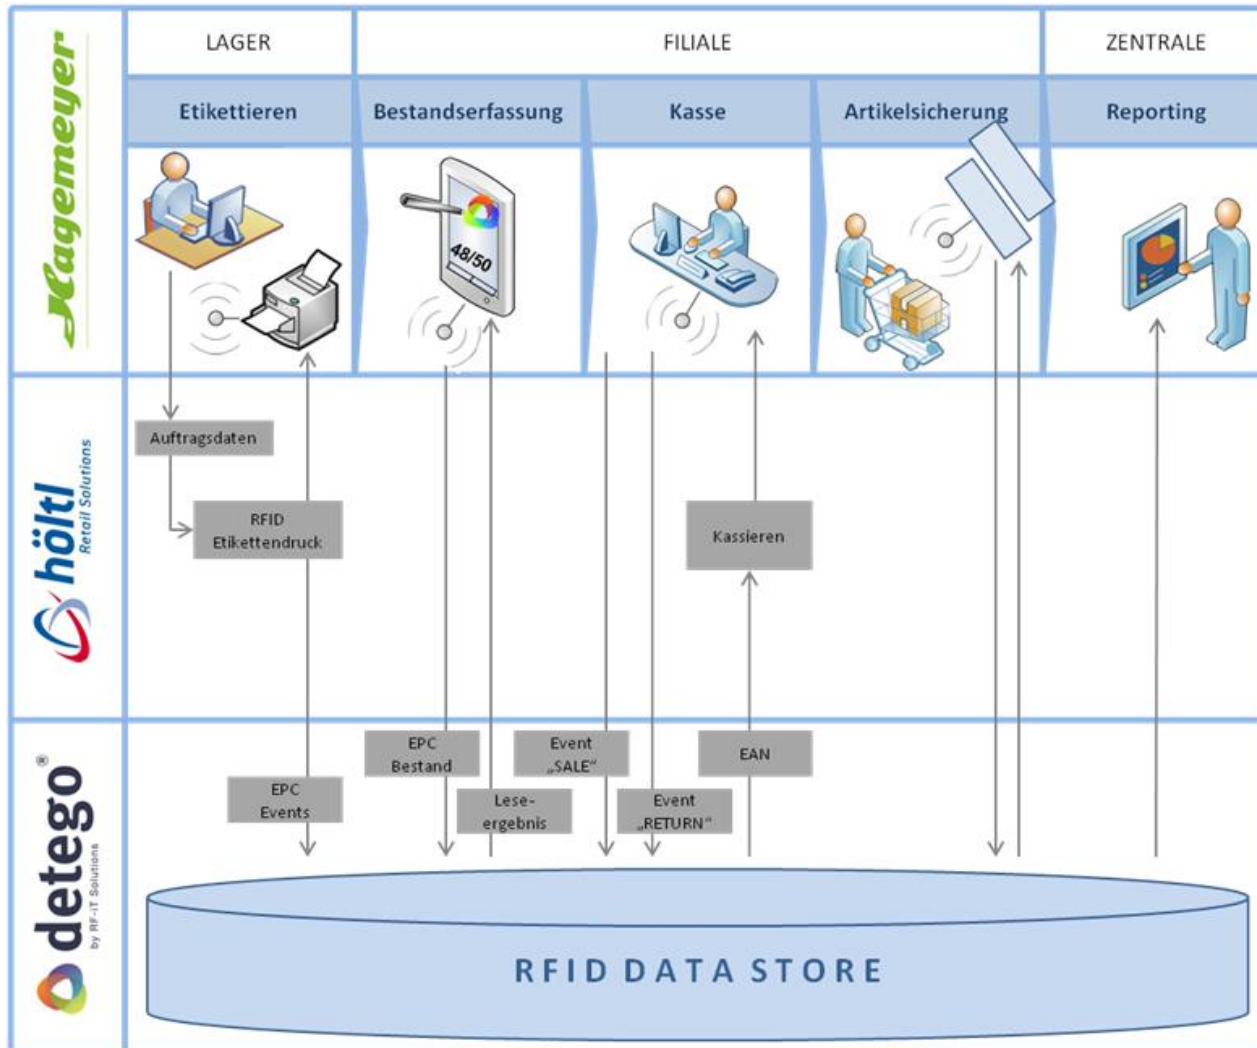 Hagemeyer
LAGER
FILIALE
ZENTRALE
Etikettieren
Bestandserfassung
Kasse
Artikelsicherung
Reporting
48/50
höltl
Retail Solutions
Auftragsdaten
RFID
Etikettendruck
Kassieren
detego®
by RF-iT Solutions
EPC
Events
EPC
Bestand
Lese-
ergebnis
Event
„SALE“
Event
„RETURN“
EAN
RFID DATA STORE